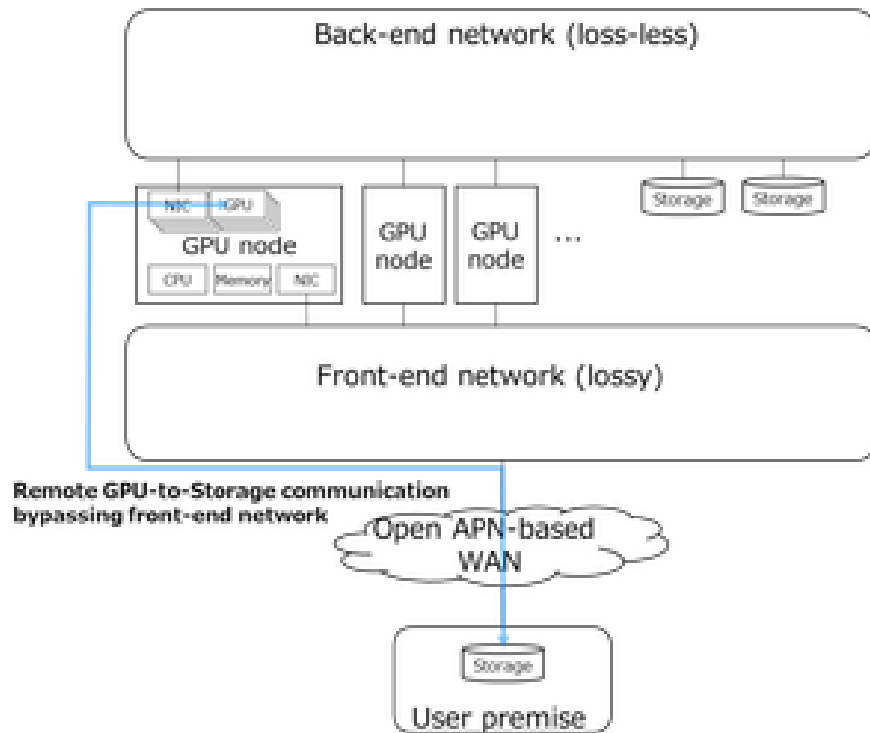 Back-end network (loss-less)
NIC
GPU
GPU node
CPU
Memory
NIC
GPU
node
GPU
node
...
Storage
Storage
Front-end network (lossy)
Remote GPU-to-Storage communication
bypassing front-end network
Open APN-based
WAN
Storage
User premise